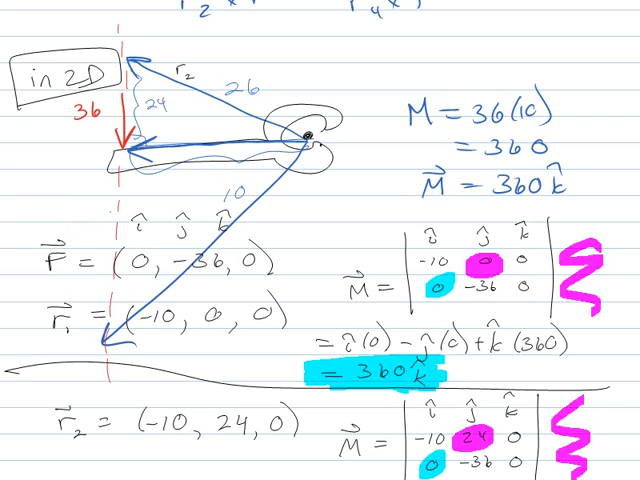 r₂ × r₄ ×
in 2D
r₂
26
36
24
10
M = 36(10)
= 360
M⃗ = 360 k̂
î ĵ k̂
F⃗ = (0, -36, 0)
r⃗₁ = (-10, 0, 0)
î ĵ k̂
-10 0 0
M⃗ =
0 -36 0
= î(0) - ĵ(0) + k̂(360)
= 360 k̂
r⃗₂ = (-10, 24, 0)
î ĵ k̂
-10 24 0
M⃗ =
0 -36 0